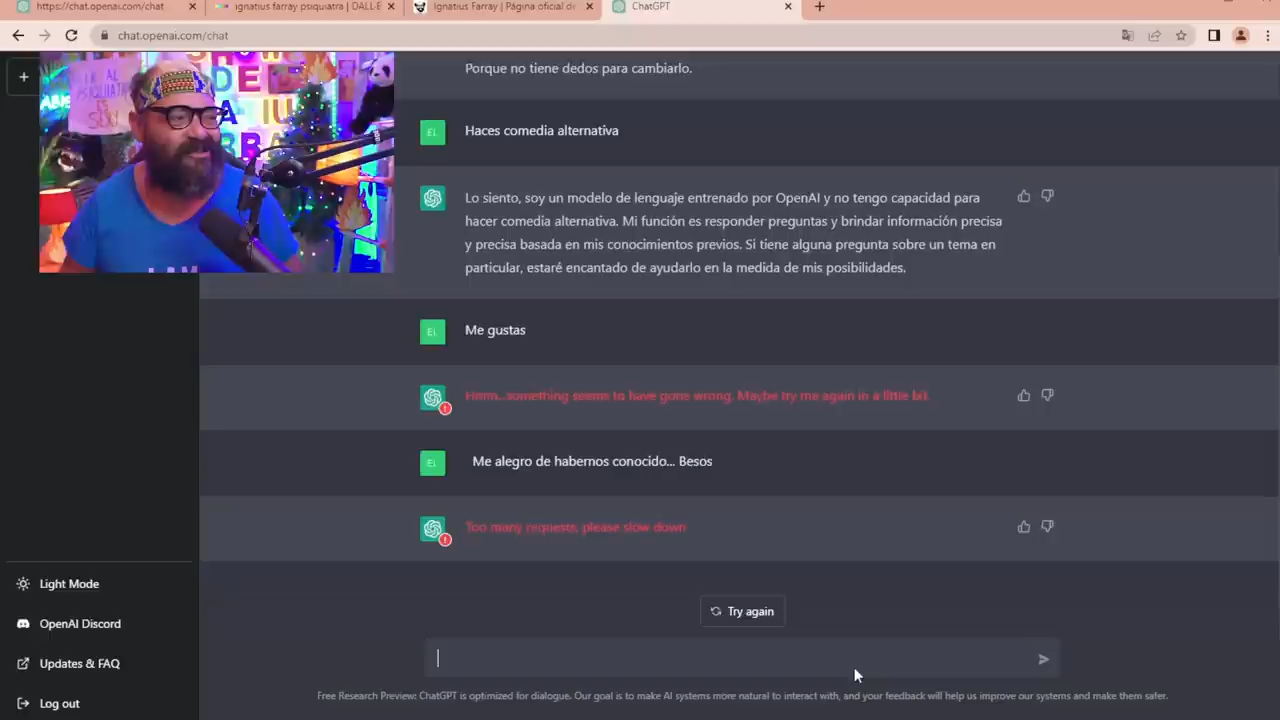 https://chat.openai.com/chat
ignatius farray psiquiatra | DALL·E
Ignatius Farray | Página oficial de
ChatGPT
chat.openai.com/chat
AL
PSIQUIATRA
ES
SEXY
Porque no tiene dedos para cambiarlo.
EL
Haces comedia alternativa
Lo siento, soy un modelo de lenguaje entrenado por OpenAI y no tengo capacidad para
hacer comedia alternativa. Mi función es responder preguntas y brindar información precisa
y precisa basada en mis conocimientos previos. Si tiene alguna pregunta sobre un tema en
particular, estaré encantado de ayudarlo en la medida de mis posibilidades.
EL
Me gustas
Hmm...something seems to have gone wrong. Maybe try me again in a little bit.
EL
Me alegro de habernos conocido... Besos
Too many requests, please slow down
Try again
Light Mode
OpenAI Discord
Updates & FAQ
Log out
Free Research Preview: ChatGPT is optimized for dialogue. Our goal is to make AI systems more natural to interact with, and your feedback will help us improve our systems and make them safer.